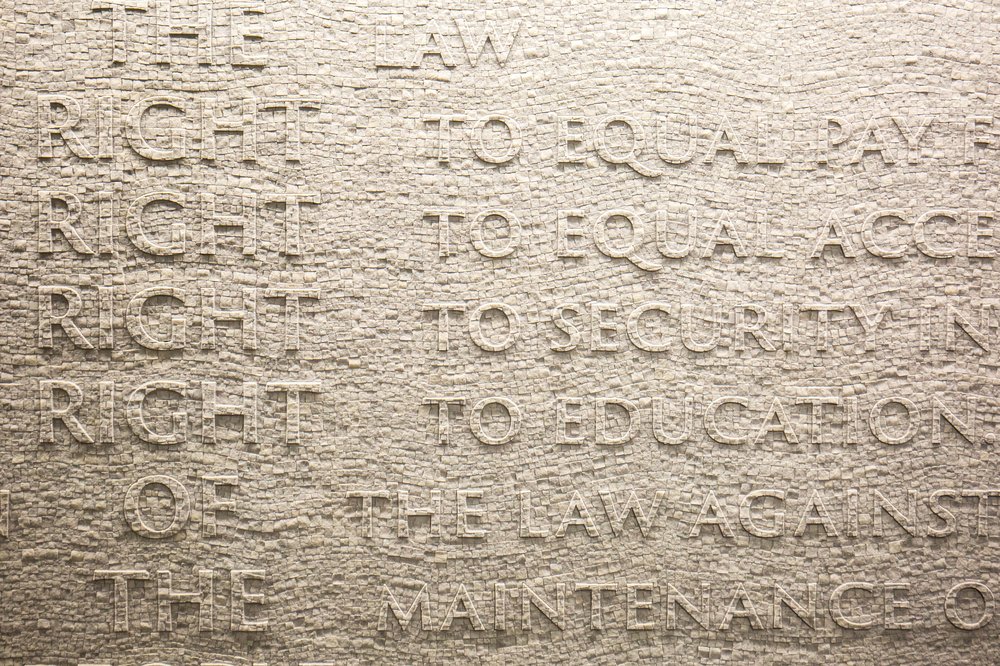 THE LAW
RIGHT TO EQUAL PAY F
RIGHT TO EQUAL ACCE
RIGHT TO SECURITY IN
RIGHT TO EDUCATION.
OF THE LAW AGAINST
THE MAINTENANCE O